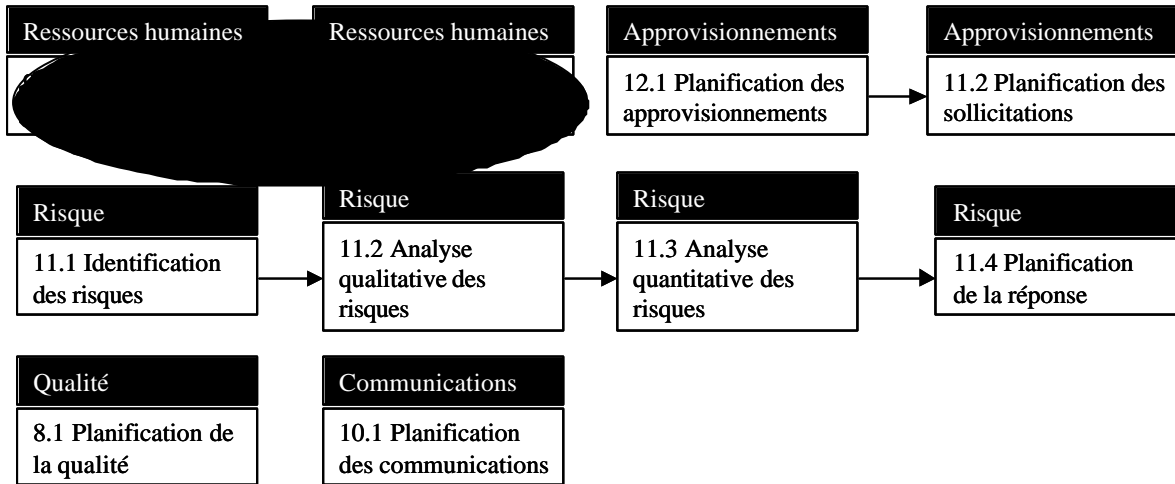 Ressources humaines
Ressources humaines
Approvisionnements
12.1 Planification des
approvisionnements
Approvisionnements
11.2 Planification des
sollicitations
Risque
11.1 Identification
des risques
Risque
11.2 Analyse
qualitative des
risques
Risque
11.3 Analyse
quantitative des
risques
Risque
11.4 Planification
de la réponse
Qualité
8.1 Planification de
la qualité
Communications
10.1 Planification
des communications